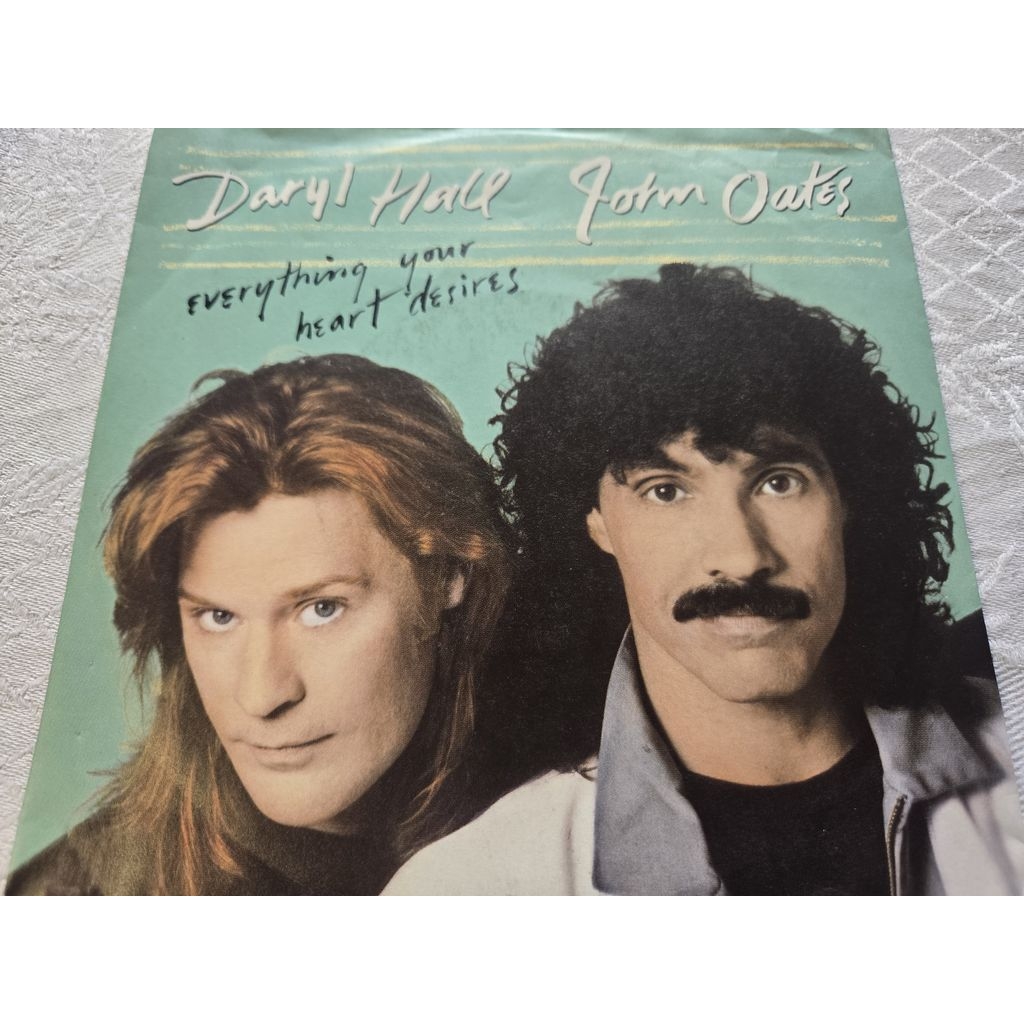 Daryl Hall John Oates
everything your
heart desires